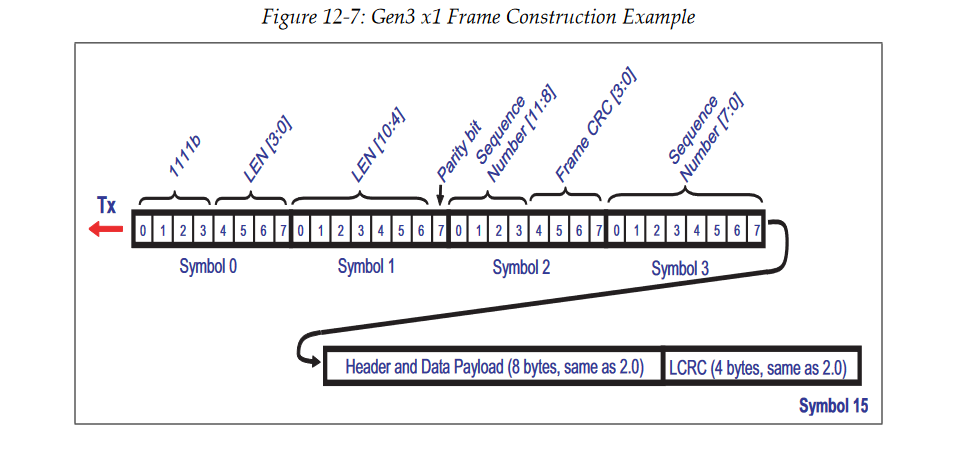 Figure 12-7: Gen3 x1 Frame Construction Example
1111b
LEN [3:0]
LEN [10:4]
Parity bit
Sequence
Number [11:8]
Frame CRC [3:0]
Sequence
Number [7:0]
Tx
0 1 2 3 4 5 6 7 0 1 2 3 4 5 6 7 0 1 2 3 4 5 6 7 0 1 2 3 4 5 6 7
Symbol 0 Symbol 1 Symbol 2 Symbol 3
Header and Data Payload (8 bytes, same as 2.0) LCRC (4 bytes, same as 2.0)
Symbol 15